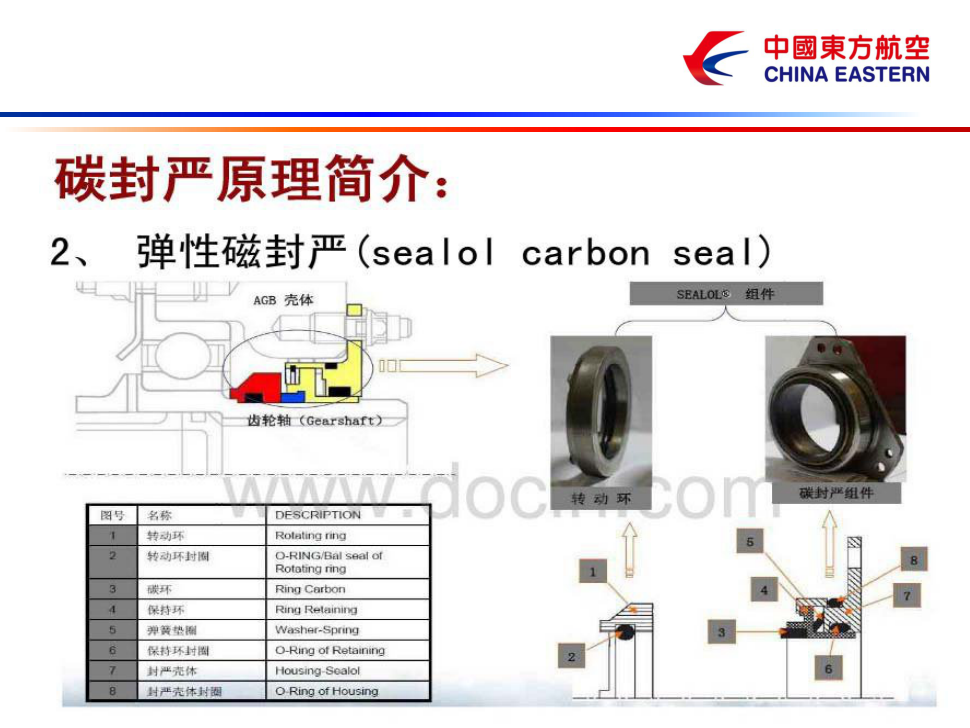 中國東方航空
CHINA EASTERN
碳封严原理简介：
2、 弹性磁封严(sealol carbon seal)
AGB 壳体
齿轮轴（Gearshaft）
SEALOL® 组件
转 动 环
碳封严组件
www.docin.com
图号 名称 DESCRIPTION
1 转动环 Rotating ring
2 转动环封圈 O-RING/Bal seal of
Rotating ring
3 碳环 Ring Carbon
4 保持环 Ring Retaining
5 弹簧垫圈 Washer-Spring
6 保持环封圈 O-Ring of Retaining
7 封严壳体 Housing-Sealol
8 封严壳体封圈 O-Ring of Housing
1
2
5
8
4
7
3
6